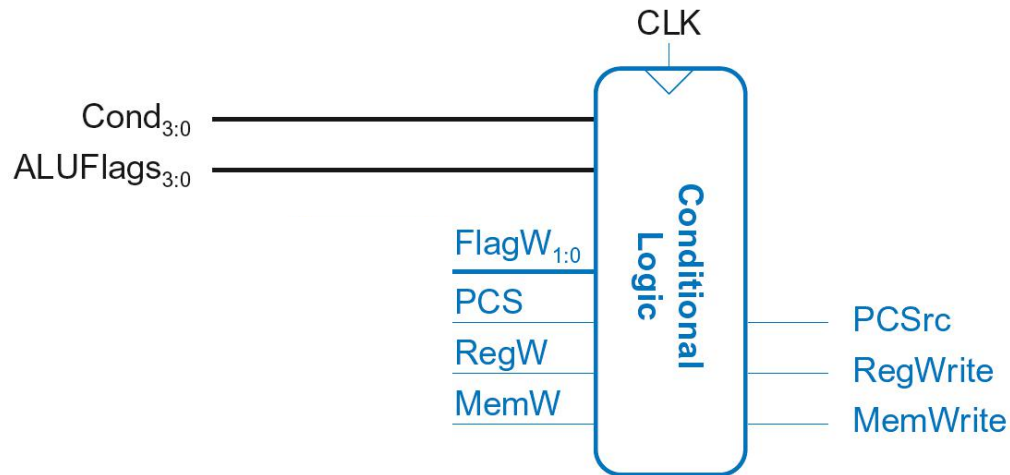 CLK
Cond3:0
ALUFlags3:0
FlagW1:0
PCS
RegW
MemW
Conditional
Logic
PCSrc
RegWrite
MemWrite